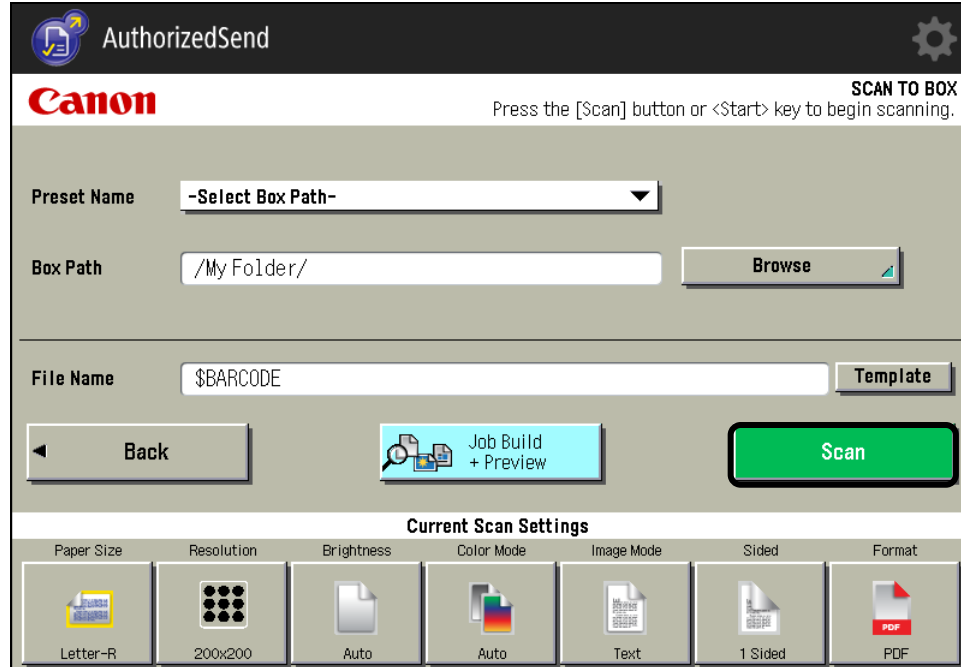 AuthorizedSend
Canon
SCAN TO BOX
Press the [Scan] button or <Start> key to begin scanning.
Preset Name
-Select Box Path-
Box Path
/My Folder/
Browse
File Name
$BARCODE
Template
Back
Job Build
+ Preview
Scan
Current Scan Settings
Paper Size Resolution Brightness Color Mode Image Mode Sided Format
PDF
Letter-R 200x200 Auto Auto Text 1 Sided PDF